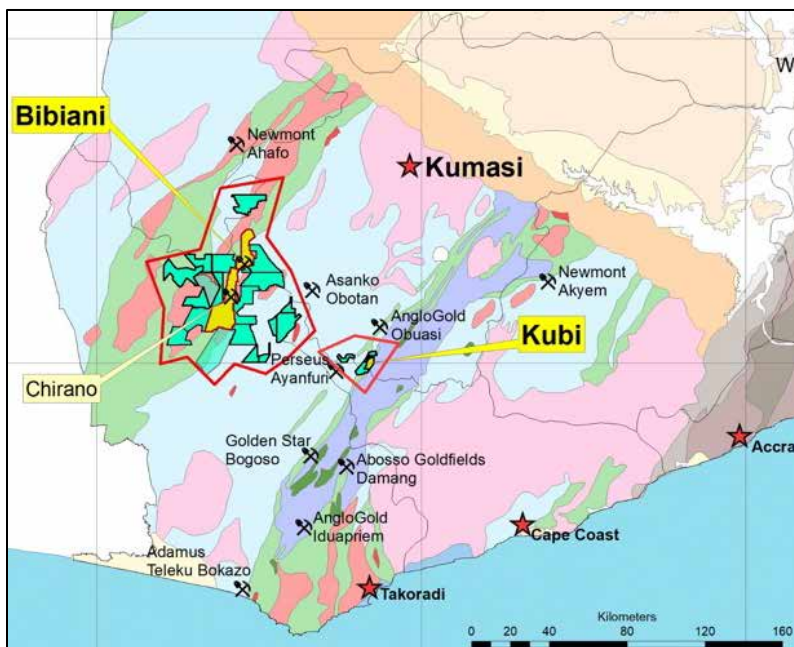 W
Bibiani
Newmont
Ahafo
Kumasi
Asanko
Obotan
Newmont
Akyem
AngloGold
Obuasi
Kubi
Perseus
Ayanfuri
Chirano
Accra
Golden Star
Bogoso
Abosso Goldfields
Damang
AngloGold
Iduapriem
Cape Coast
Adamus
Teleku Bokazo
Takoradi
Kilometers
0 20 40 80 120 160